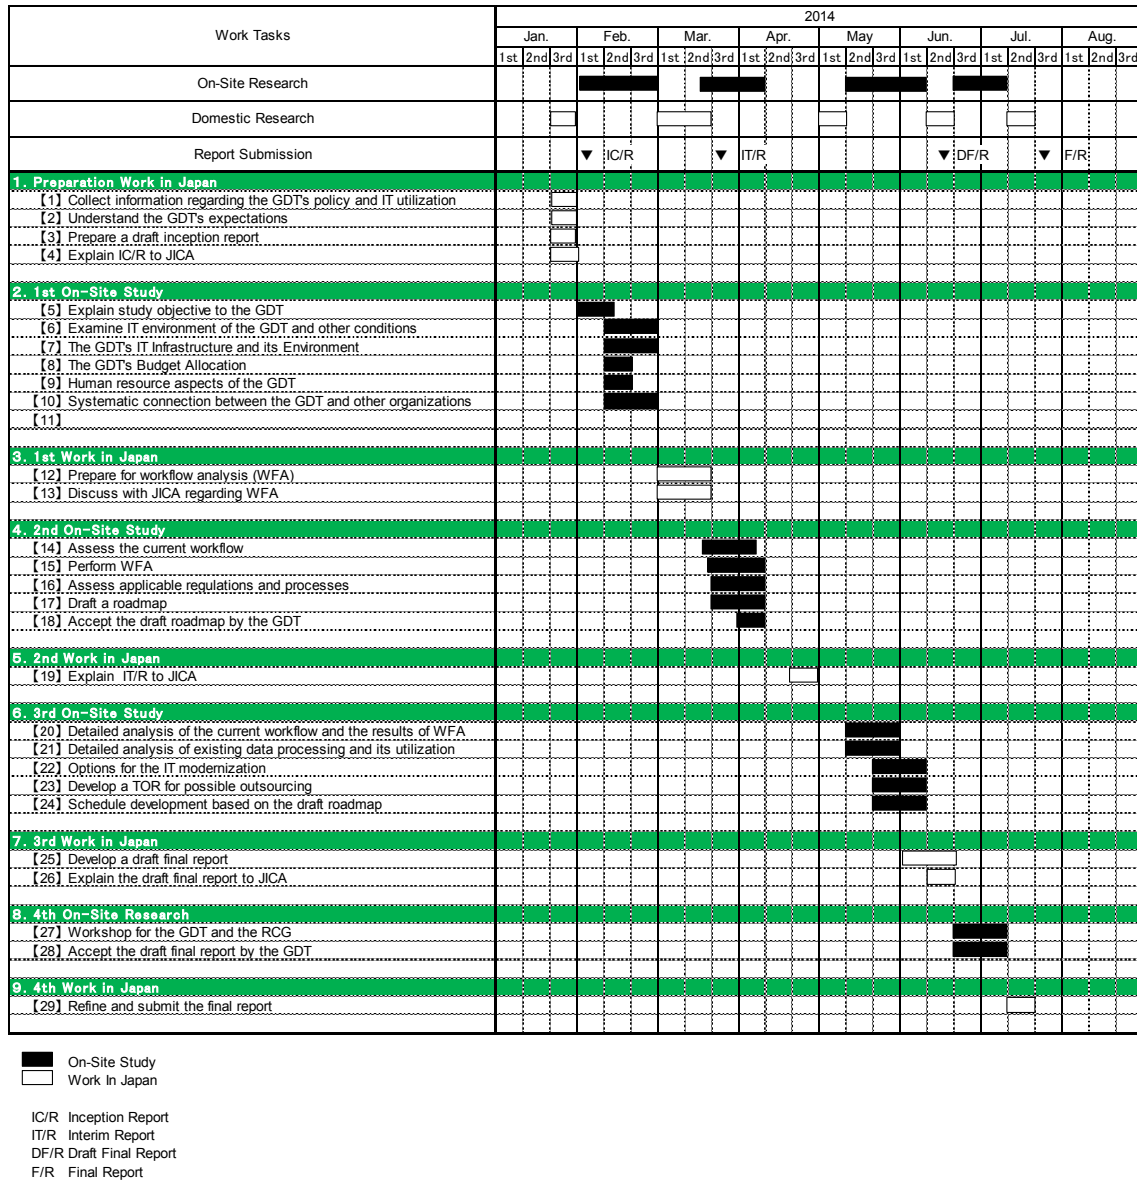 2014
Work Tasks
Jan. Feb. Mar. Apr. May Jun. Jul. Aug.
1st 2nd 3rd 1st 2nd 3rd 1st 2nd 3rd 1st 2nd 3rd 1st 2nd 3rd 1st 2nd 3rd 1st 2nd 3rd 1st 2nd 3rd
On-Site Research
Domestic Research
Report Submission ▼ IC/R ▼ IT/R ▼ DF/R ▼ F/R
1. Preparation Work in Japan
【1】Collect information regarding the GDT's policy and IT utilization
【2】Understand the GDT's expectations
【3】Prepare a draft inception report
【4】Explain IC/R to JICA
2. 1st On-Site Study
【5】Explain study objective to the GDT
【6】Examine IT environment of the GDT and other conditions
【7】The GDT's IT Infrastructure and its Environment
【8】The GDT's Budget Allocation
【9】Human resource aspects of the GDT
【10】Systematic connection between the GDT and other organizations
【11】
3. 1st Work in Japan
【12】Prepare for workflow analysis (WFA)
【13】Discuss with JICA regarding WFA
4. 2nd On-Site Study
【14】Assess the current workflow
【15】Perform WFA
【16】Assess applicable regulations and processes
【17】Draft a roadmap
【18】Accept the draft roadmap by the GDT
5. 2nd Work in Japan
【19】Explain IT/R to JICA
6. 3rd On-Site Study
【20】Detailed analysis of the current workflow and the results of WFA
【21】Detailed analysis of existing data processing and its utilization
【22】Options for the IT modernization
【23】Develop a TOR for possible outsourcing
【24】Schedule development based on the draft roadmap
7. 3rd Work in Japan
【25】Develop a draft final report
【26】Explain the draft final report to JICA
8. 4th On-Site Research
【27】Workshop for the GDT and the RCG
【28】Accept the draft final report by the GDT
9. 4th Work in Japan
【29】Refine and submit the final report
On-Site Study
Work In Japan
IC/R Inception Report
IT/R Interim Report
DF/R Draft Final Report
F/R Final Report